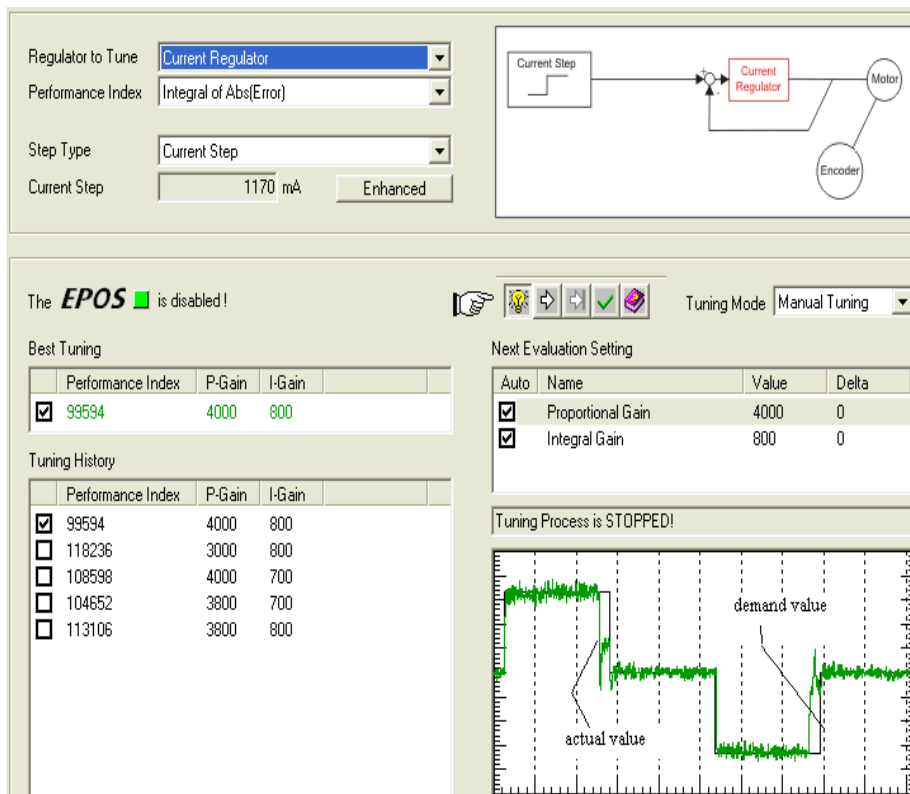 Regulator to Tune Current Regulator
Performance Index Integral of Abs(Error)
Step Type Current Step
Current Step 1170 mA Enhanced
Current Step
+
-
Current
Regulator
Motor
Encoder
The EPOS is disabled !
Tuning Mode Manual Tuning
Best Tuning
Performance Index P-Gain I-Gain
99594 4000 800
Tuning History
Performance Index P-Gain I-Gain
99594 4000 800
118236 3000 800
108598 4000 700
104652 3800 700
113106 3800 800
Next Evaluation Setting
Auto Name Value Delta
Proportional Gain 4000 0
Integral Gain 800 0
Tuning Process is STOPPED!
demand value
actual value